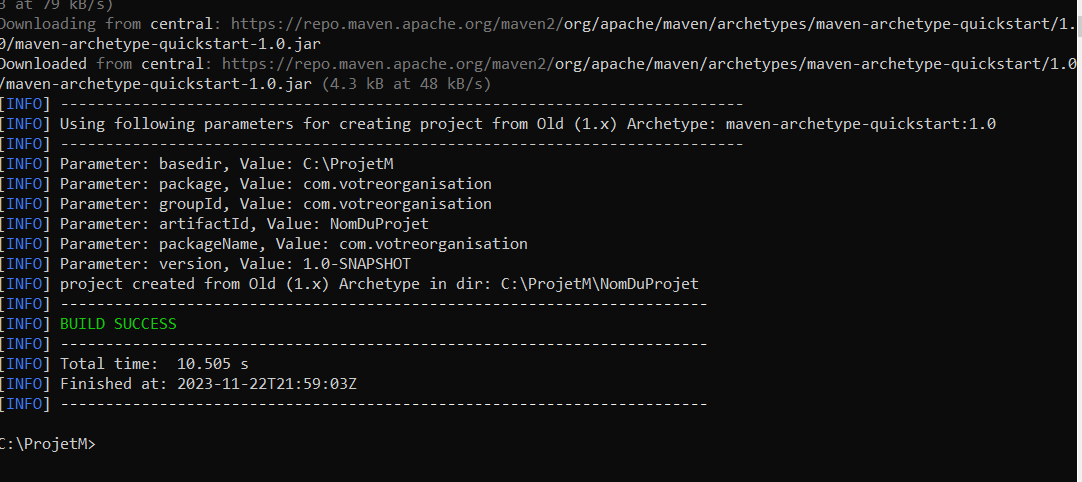 3 at 79 kB/s)
Downloading from central: https://repo.maven.apache.org/maven2/org/apache/maven/archetypes/maven-archetype-quickstart/1.
0/maven-archetype-quickstart-1.0.jar
Downloaded from central: https://repo.maven.apache.org/maven2/org/apache/maven/archetypes/maven-archetype-quickstart/1.0
/maven-archetype-quickstart-1.0.jar (4.3 kB at 48 kB/s)
[INFO] ----------------------------------------------------------------------------
[INFO] Using following parameters for creating project from Old (1.x) Archetype: maven-archetype-quickstart:1.0
[INFO] ----------------------------------------------------------------------------
[INFO] Parameter: basedir, Value: C:\ProjetM
[INFO] Parameter: package, Value: com.votreorganisation
[INFO] Parameter: groupId, Value: com.votreorganisation
[INFO] Parameter: artifactId, Value: NomDuProjet
[INFO] Parameter: packageName, Value: com.votreorganisation
[INFO] Parameter: version, Value: 1.0-SNAPSHOT
[INFO] project created from Old (1.x) Archetype in dir: C:\ProjetM\NomDuProjet
[INFO] ------------------------------------------------------------------------
[INFO] BUILD SUCCESS
[INFO] ------------------------------------------------------------------------
[INFO] Total time:  10.505 s
[INFO] Finished at: 2023-11-22T21:59:03Z
[INFO] ------------------------------------------------------------------------
C:\ProjetM>